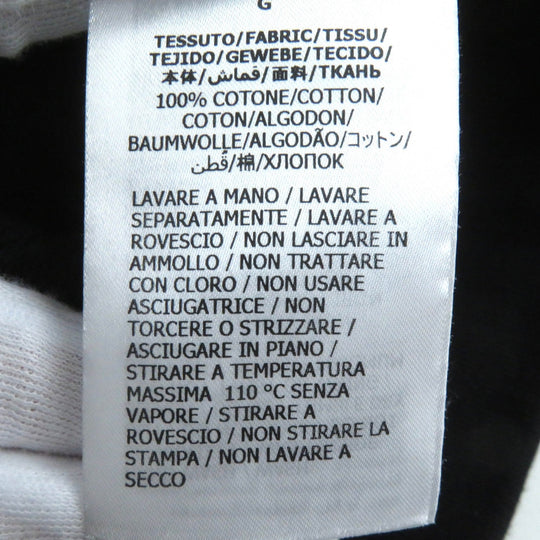 G
TESSUTO/FABRIC/TISSU/
TEJIDO/GEWEBE/TECIDO/
本体/قماش/面料/ТКАНЬ
100% COTONE/COTTON/
COTON/ALGODON/
BAUMWOLLE/ALGODÃO/コットン/
قُطن/棉/ХЛОПОК
LAVARE A MANO / LAVARE
SEPARATAMENTE / LAVARE A
ROVESCIO / NON LASCIARE IN
AMMOLLO / NON TRATTARE
CON CLORO / NON USARE
ASCIUGATRICE / NON
TORCERE O STRIZZARE /
ASCIUGARE IN PIANO /
STIRARE A TEMPERATURA
MASSIMA 110 °C SENZA
VAPORE / STIRARE A
ROVESCIO / NON STIRARE LA
STAMPA / NON LAVARE A
SECCO